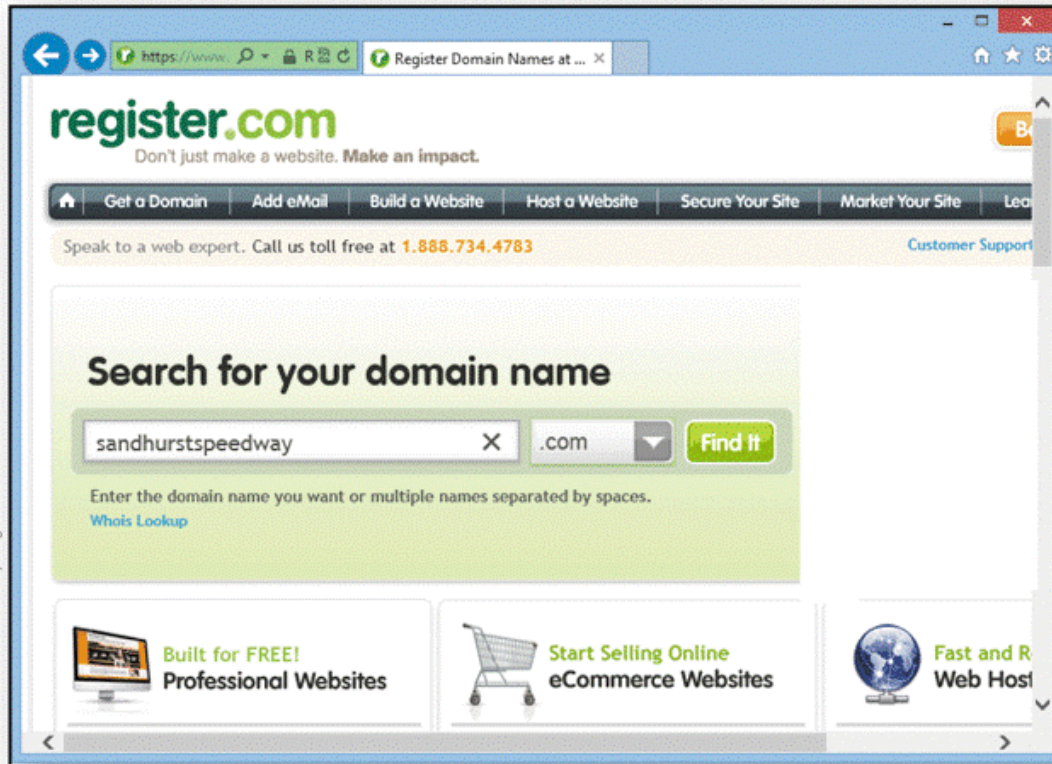 https://www.
Register Domain Names at ...
register.com
Don't just make a website. Make an impact.
Get a Domain Add eMail Build a Website Host a Website Secure Your Site Market Your Site
Speak to a web expert. Call us toll free at 1.888.734.4783 Customer Support
Search for your domain name
sandhurstspeedway .com Find It
Enter the domain name you want or multiple names separated by spaces.
Whois Lookup
Built for FREE!
Professional Websites
Start Selling Online
eCommerce Websites
Fast and R
Web Host